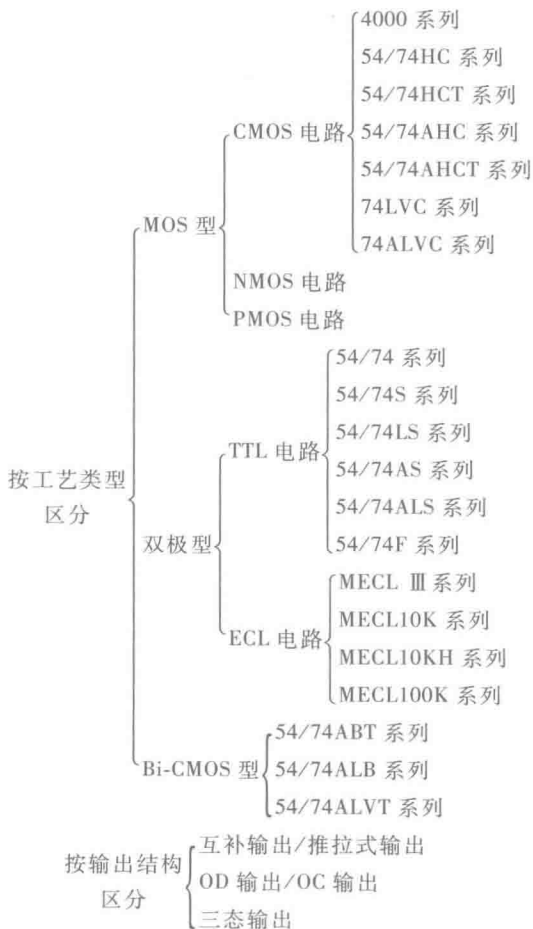 4000 系列
54/74HC 系列
54/74HCT 系列
CMOS 电路
54/74AHC 系列
54/74AHCT 系列
74LVC 系列
74ALVC 系列
MOS 型
NMOS 电路
PMOS 电路
54/74 系列
54/74S 系列
54/74LS 系列
TTL 电路
54/74AS 系列
54/74ALS 系列
54/74F 系列
按工艺类型
区分
双极型
MECL Ⅲ 系列
MECL10K 系列
ECL 电路
MECL10KH 系列
MECL100K 系列
54/74ABT 系列
Bi-CMOS 型
54/74ALB 系列
54/74ALVT 系列
按输出结构
区分
互补输出/推拉式输出
OD 输出/OC 输出
三态输出